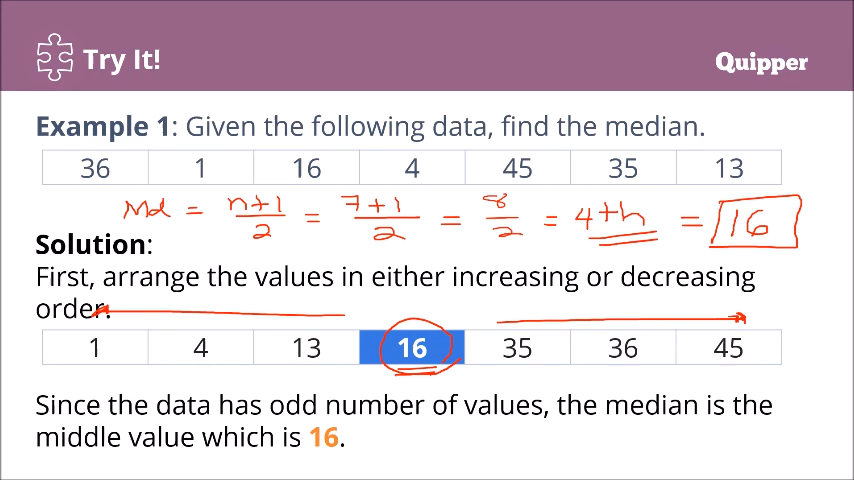 Try It!
Quipper
Example 1: Given the following data, find the median.
36 1 16 4 45 35 13
Md = n+1/2 = 7+1/2 = 8/2 = 4th = 16
Solution:
First, arrange the values in either increasing or decreasing
order.
1 4 13 16 35 36 45
Since the data has odd number of values, the median is the
middle value which is 16.